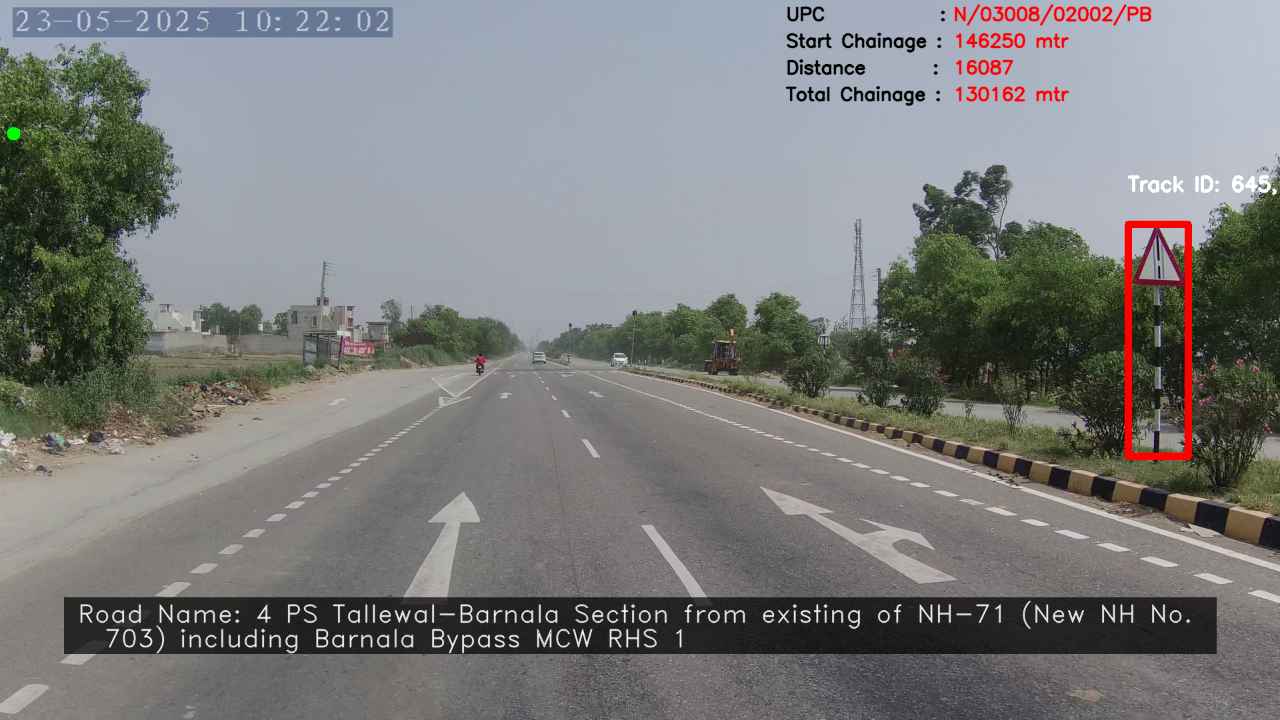 23-05-2025 10:22:02
UPC : N/03008/02002/PB
Start Chainage : 146250 mtr
Distance : 16087
Total Chainage : 130162 mtr
Track ID: 645,
Road Name: 4 PS Tallewal-Barnala Section from existing of NH-71 (New NH No.
703) including Barnala Bypass MCW RHS 1